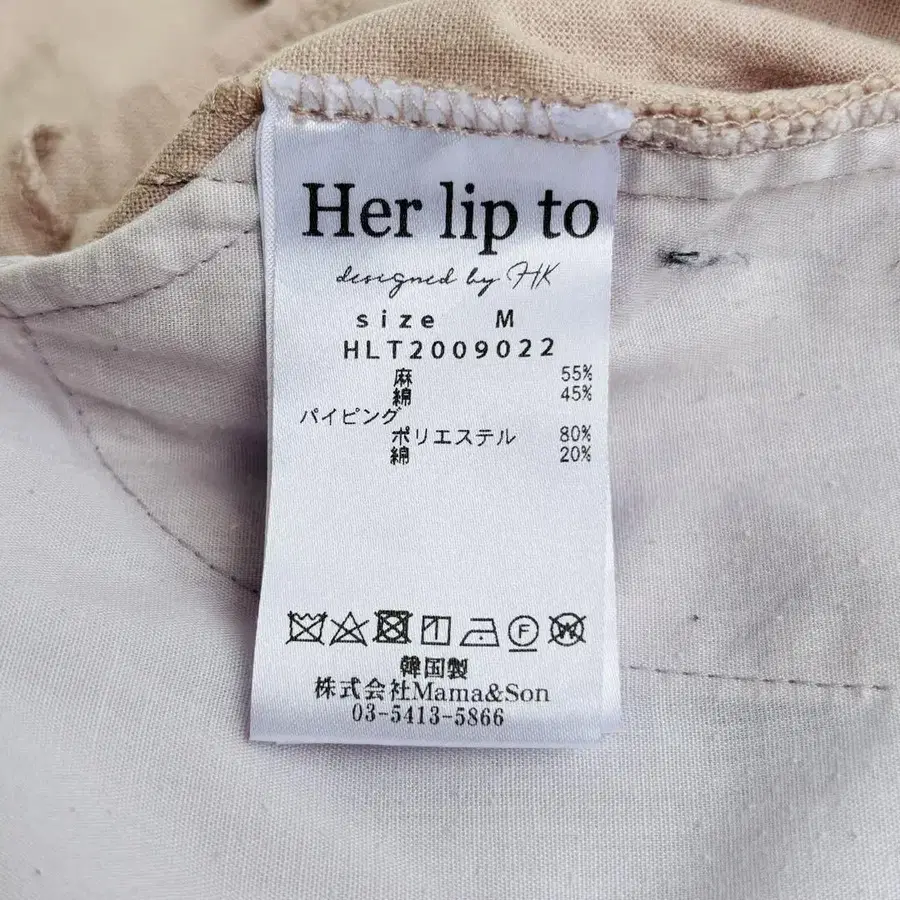 Her lip to
designed by HK
size M
HLT2009022
麻 55%
綿 45%
パイピング
ポリエステル 80%
綿 20%
F
W
韓国製
株式会社Mama&Son
03-5413-5866